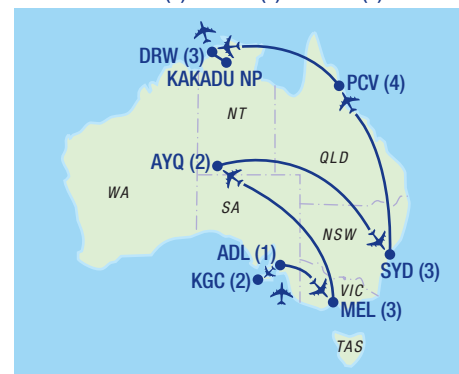 DRW (3)
KAKADU NP
PCV (4)
NT
QLD
AYQ (2)
WA
SA
NSW
ADL (1)
SYD (3)
KGC (2)
VIC
MEL (3)
TAS